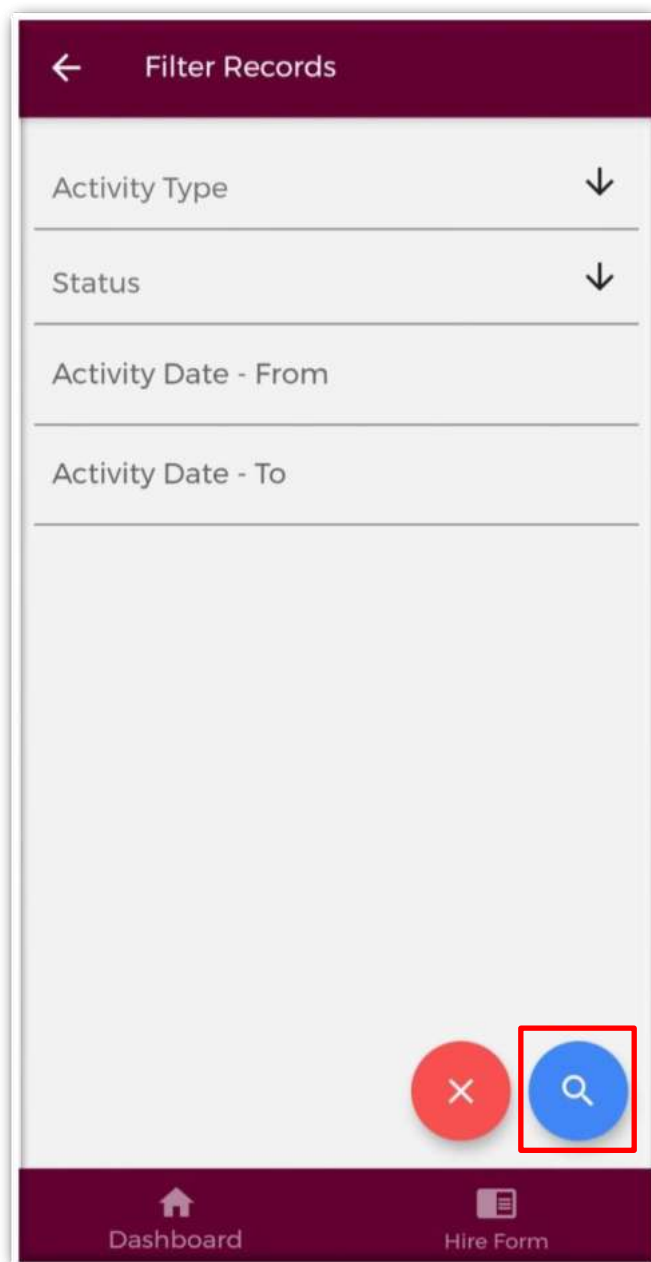 Filter Records
Activity Type
Status
Activity Date - From
Activity Date - To
Dashboard
Hire Form